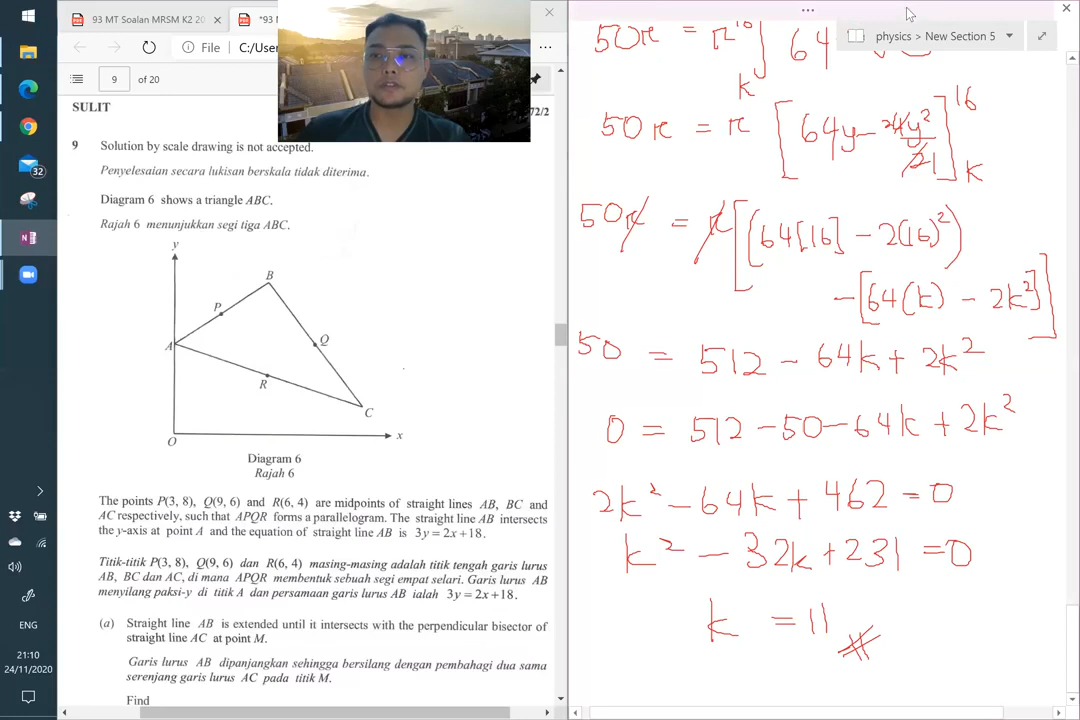 93 MT Soalan MRSM K2 20
*93 M
File
C:/User
9 of 20
SULIT
72/2
9 Solution by scale drawing is not accepted.
Penyelesaian secara lukisan berskala tidak diterima.
Diagram 6 shows a triangle ABC.
Rajah 6 menunjukkan segi tiga ABC.
y
B
P
Q
A
R
C
O
x
Diagram 6
Rajah 6
The points P(3, 8), Q(9, 6) and R(6, 4) are midpoints of straight lines AB, BC and
AC respectively, such that APQR forms a parallelogram. The straight line AB intersects
the y-axis at point A and the equation of straight line AB is 3y = 2x + 18.
Titik-titik P(3, 8), Q(9, 6) dan R(6, 4) masing-masing adalah titik tengah garis lurus
AB, BC dan AC, di mana APQR membentuk sebuah segi empat selari. Garis lurus AB
menyilang paksi-y di titik A dan persamaan garis lurus AB ialah 3y = 2x + 18.
(a) Straight line AB is extended until it intersects with the perpendicular bisector of
straight line AC at point M.
Garis lurus AB dipanjangkan sehingga bersilang dengan pembahagi dua sama
serenjang garis lurus AC pada titik M.
Find
32
ENG
21:10
24/11/2020
physics > New Section 5
50π = π ∫ 64
16
k
50π = π [64y - 4y²
2 1
]
16
k
50π = π[(64[16] - 2(16)²)
- [64(k) - 2k²]]
50 = 512 - 64k + 2k²
0 = 512 - 50 - 64k + 2k²
2k² - 64k + 462 = 0
k² - 32k + 231 = 0
k = 11